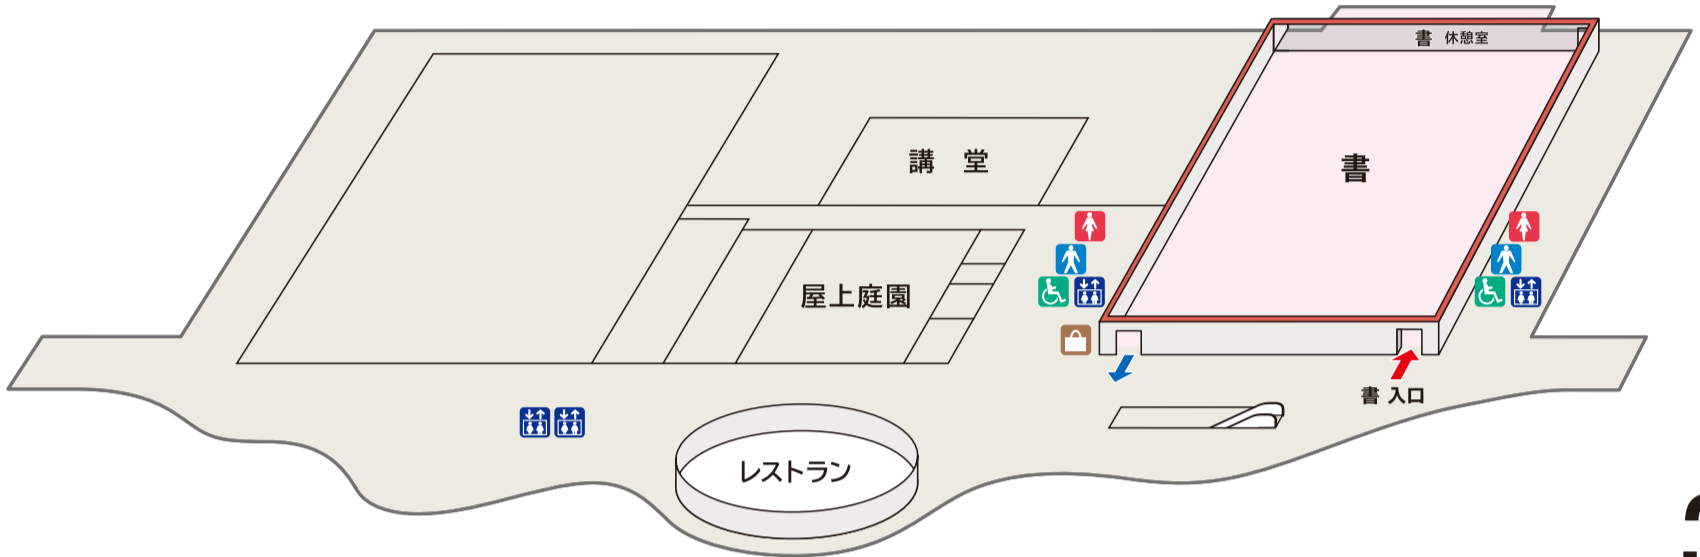 書 休憩室
講 堂
書
屋上庭園
書 入口
レストラン